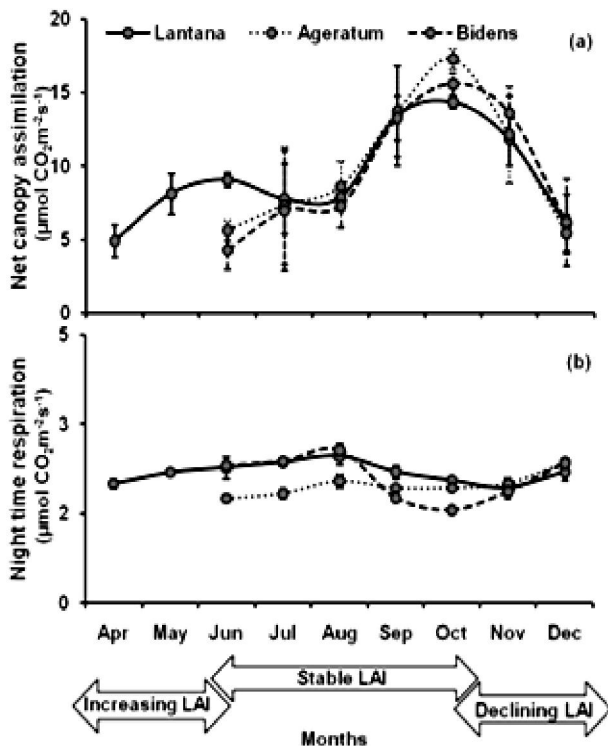 20
Lantana Ageratum Bidens
(a)
15
10
5
0
Net canopy assimilation
(µmol CO₂m⁻²s⁻¹)
5
(b)
3
2
0
Night time respiration
(µmol CO₂m⁻²s⁻¹)
Apr May Jun Jul Aug Sep Oct Nov Dec
Stable LAI
Increasing LAI Declining LAI
Months